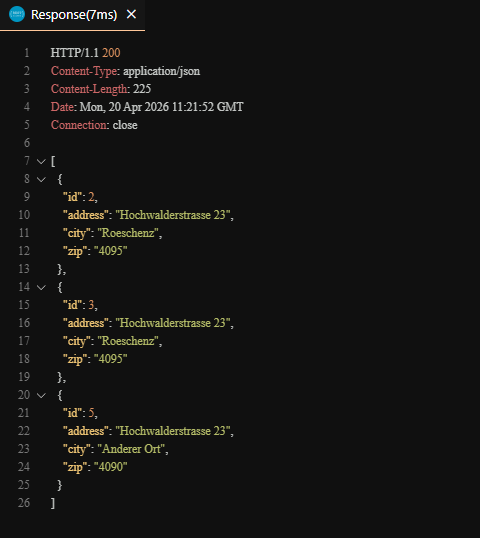 Response(7ms) ×
1 HTTP/1.1 200
2 Content-Type: application/json
3 Content-Length: 225
4 Date: Mon, 20 Apr 2026 11:21:52 GMT
5 Connection: close
6
7 [
8 {
9 "id": 2,
10 "address": "Hochwalderstrasse 23",
11 "city": "Roeschenz",
12 "zip": "4095"
13 },
14 {
15 "id": 3,
16 "address": "Hochwalderstrasse 23",
17 "city": "Roeschenz",
18 "zip": "4095"
19 },
20 {
21 "id": 5,
22 "address": "Hochwalderstrasse 23",
23 "city": "Anderer Ort",
24 "zip": "4090"
25 }
26 ]